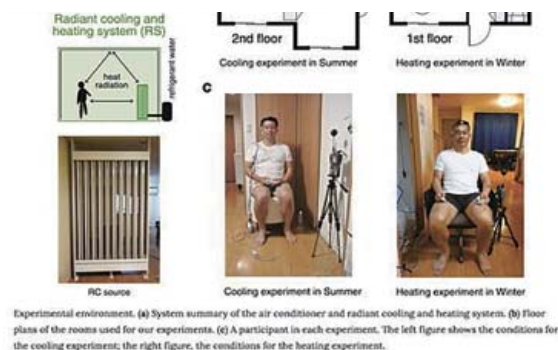 Radiant cooling and
heating system (RS)
heat
radiation
refrigerant water
RC source
2nd floor
1st floor
Cooling experiment in Summer
Heating experiment in Winter
C
Cooling experiment in Summer
Heating experiment in Winter
Experimental environment. (a) System summary of the air conditioner and radiant cooling and heating system. (b) Floor
plans of the rooms used for our experiments. (c) A participant in each experiment. The left figure shows the conditions for
the cooling experiment; the right figure, the conditions for the heating experiment.